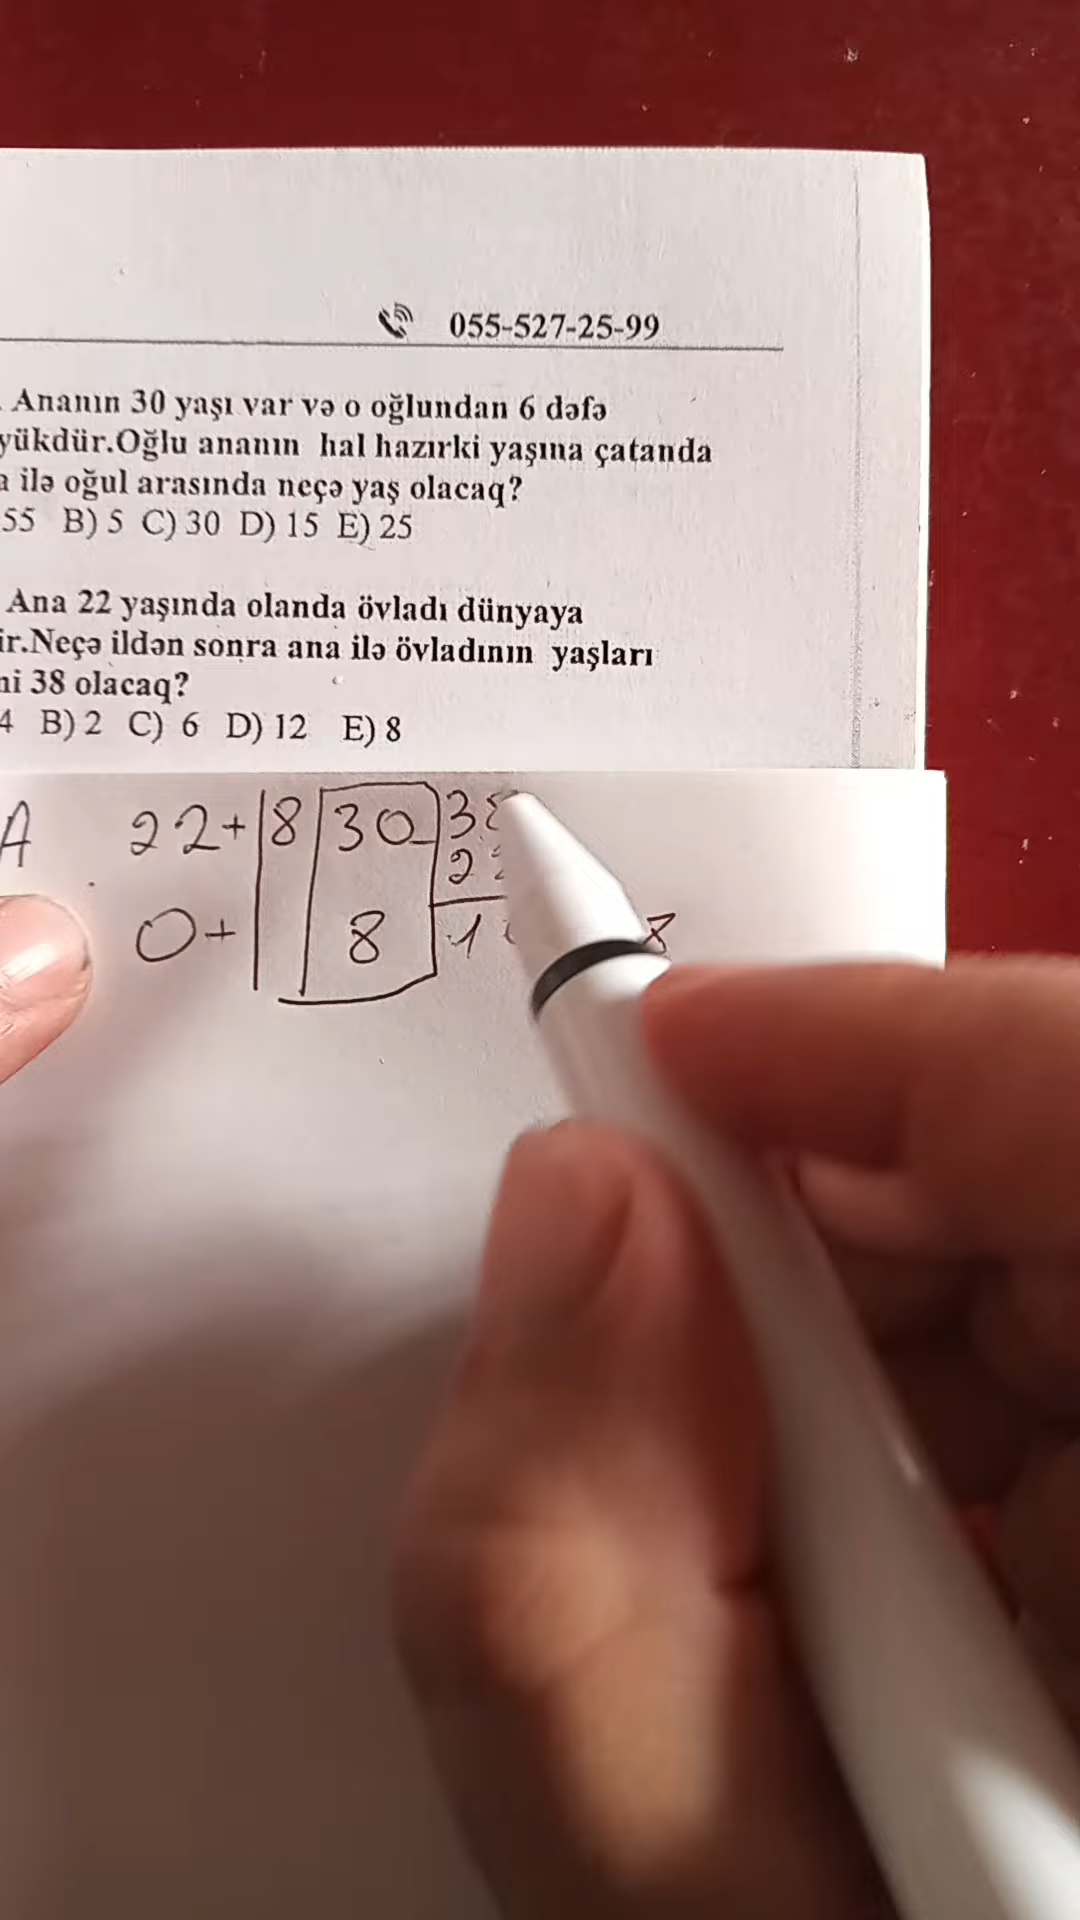 055-527-25-99
Ananın 30 yaşı var və o oğlundan 6 dəfə
yükdür.Oğlu ananın hal hazırki yaşına çatanda
a ilə oğul arasında neçə yaş olacaq?
55 B) 5 C) 30 D) 15 E) 25
Ana 22 yaşında olanda övladı dünyaya
ir.Neçə ildən sonra ana ilə övladının yaşları
ni 38 olacaq?
4 B) 2 C) 6 D) 12 E) 8
A 22+ 8 30 38
0+ 8